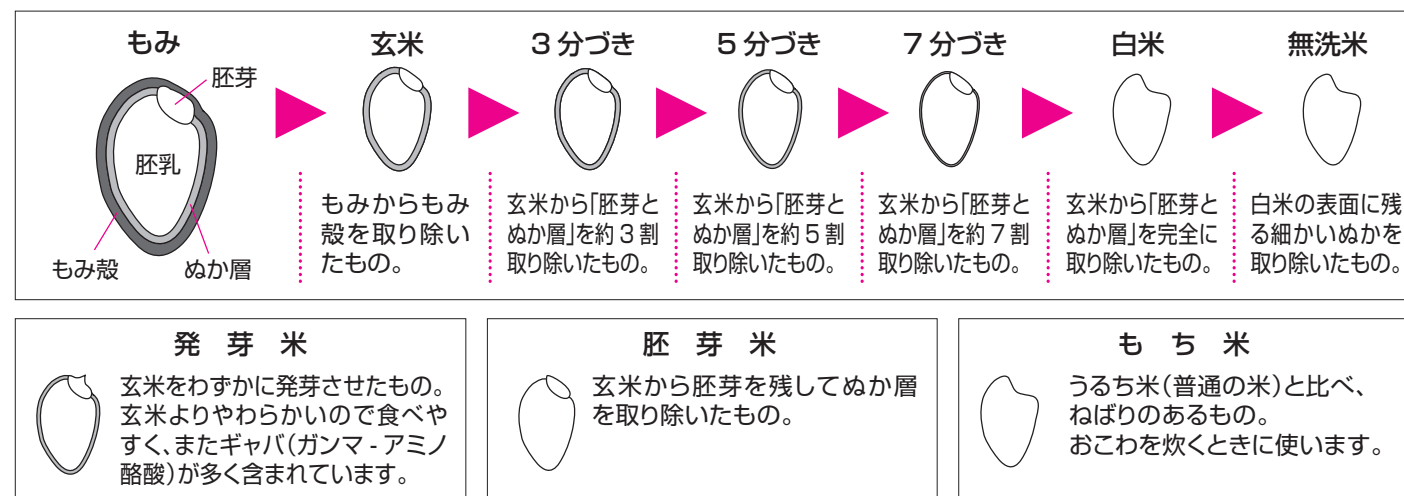 もみ
胚芽
胚乳
もみ殻
ぬか層
玄米
もみからもみ
殻を取り除い
たもの。
3分づき
玄米から「胚芽と
ぬか層」を約3割
取り除いたもの。
5分づき
玄米から「胚芽と
ぬか層」を約5割
取り除いたもの。
7分づき
玄米から「胚芽と
ぬか層」を約7割
取り除いたもの。
白米
玄米から「胚芽と
ぬか層」を完全に
取り除いたもの。
無洗米
白米の表面に残
る細かいぬかを
取り除いたもの。
発芽米
玄米をわずかに発芽させたもの。
玄米よりやわらかいので食べや
すく、またギャバ(ガンマ-アミノ
酪酸)が多く含まれています。
胚芽米
玄米から胚芽を残してぬか層
を取り除いたもの。
もち米
うるち米(普通の米)と比べ、
ねばりのあるもの。
おこわを炊くときに使います。